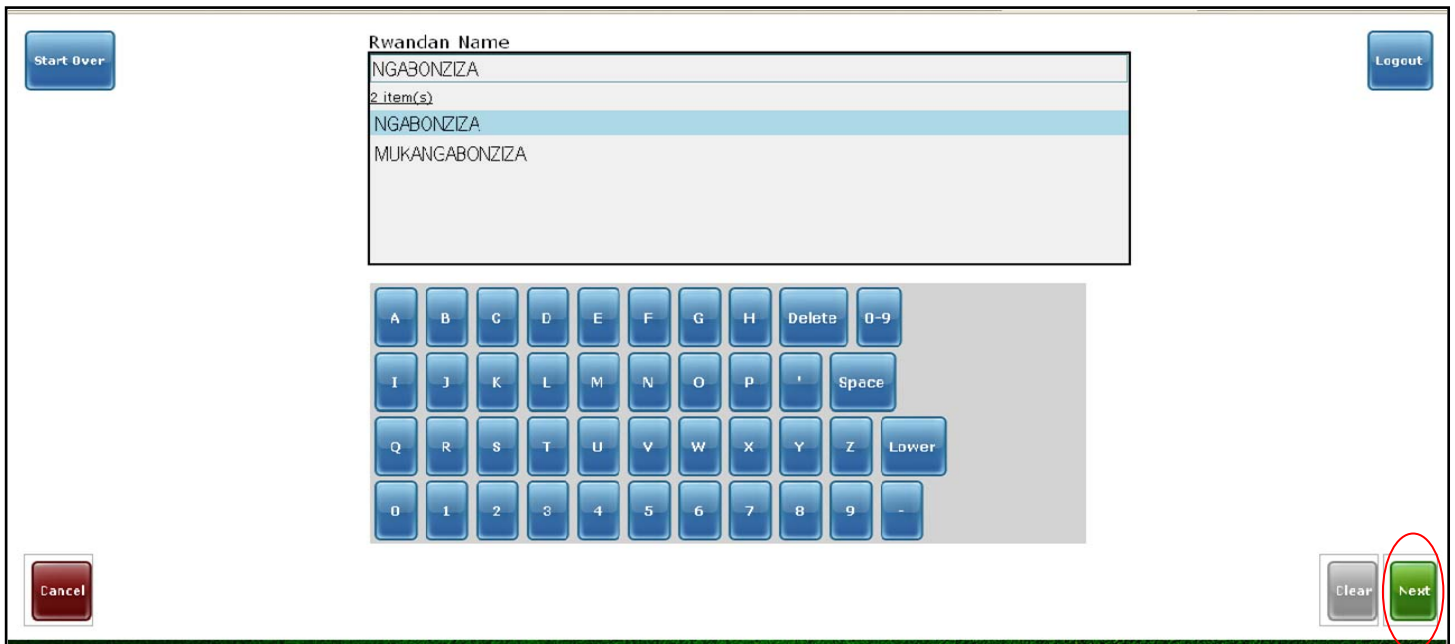 Start Over
Rwandan Name
Logout
NGABONZIZA
2 item(s)
NGABONZIZA
MUKANGABONZIZA
A B C D E F G H Delete 0-9
I J K L M N O P ' Space
Q R S T U V W X Y Z Lower
0 1 2 3 4 5 6 7 8 9 -
Cancel
Clear Next